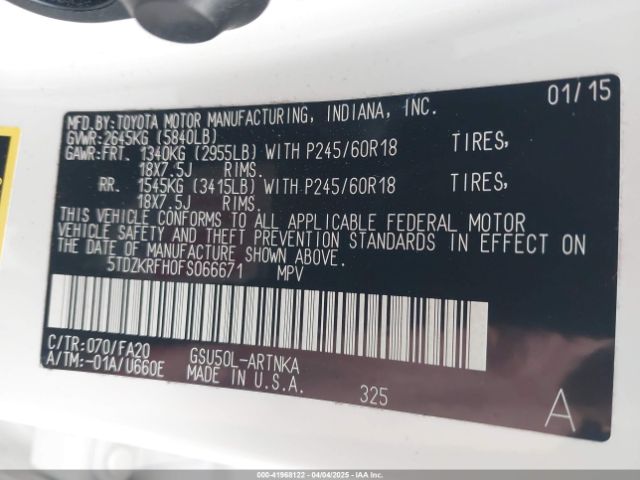 MFD.BY:TOYOTA MOTOR MANUFACTURING, INDIANA, INC. 01/15
GVWR:2645KG (5840LB)
GAWR:FRT. 1340KG (2955LB) WITH P245/60R18 TIRES,
18X7.5J RIMS.
RR. 1545KG (3415LB) WITH P245/60R18 TIRES,
18X7.5J RIMS.
THIS VEHICLE CONFORMS TO ALL APPLICABLE FEDERAL MOTOR
VEHICLE SAFETY AND THEFT PREVENTION STANDARDS IN EFFECT ON
THE DATE OF MANUFACTURE SHOWN ABOVE.
5TDZKRFH0FS066671 MPV
C/TR:070/FA20 GSU50L-ARTNKA
A/TM:-01A/U660E MADE IN U.S.A.
325 A
000-41968122 - 04/04/2025 - IAAI.COM